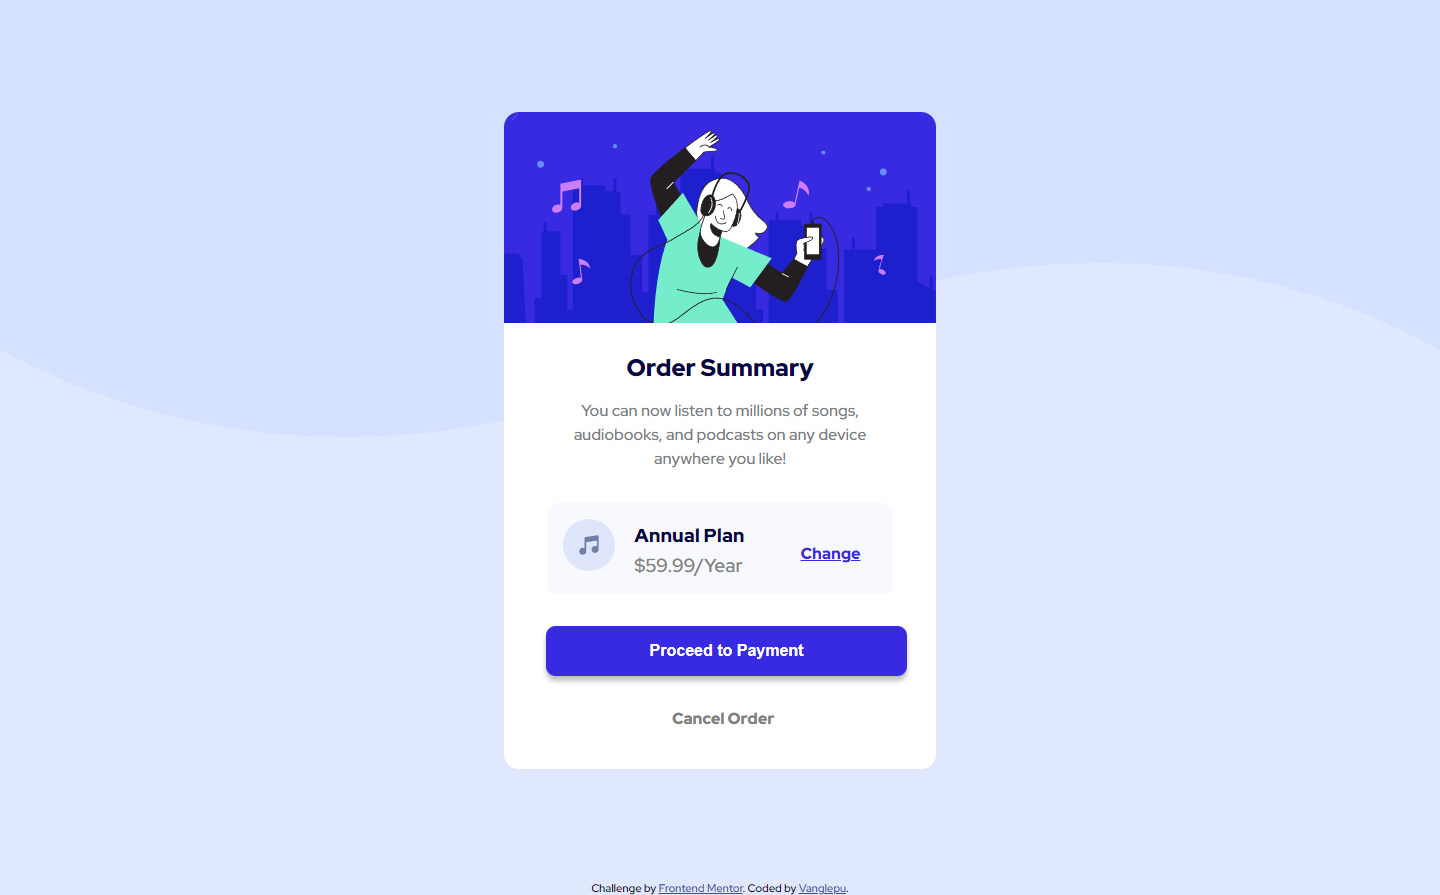 Order Summary
You can now listen to millions of songs,
audiobooks, and podcasts on any device
anywhere you like!
Annual Plan
$59.99/Year
Change
Proceed to Payment
Cancel Order
Challenge by Frontend Mentor. Coded by Vanglepu.